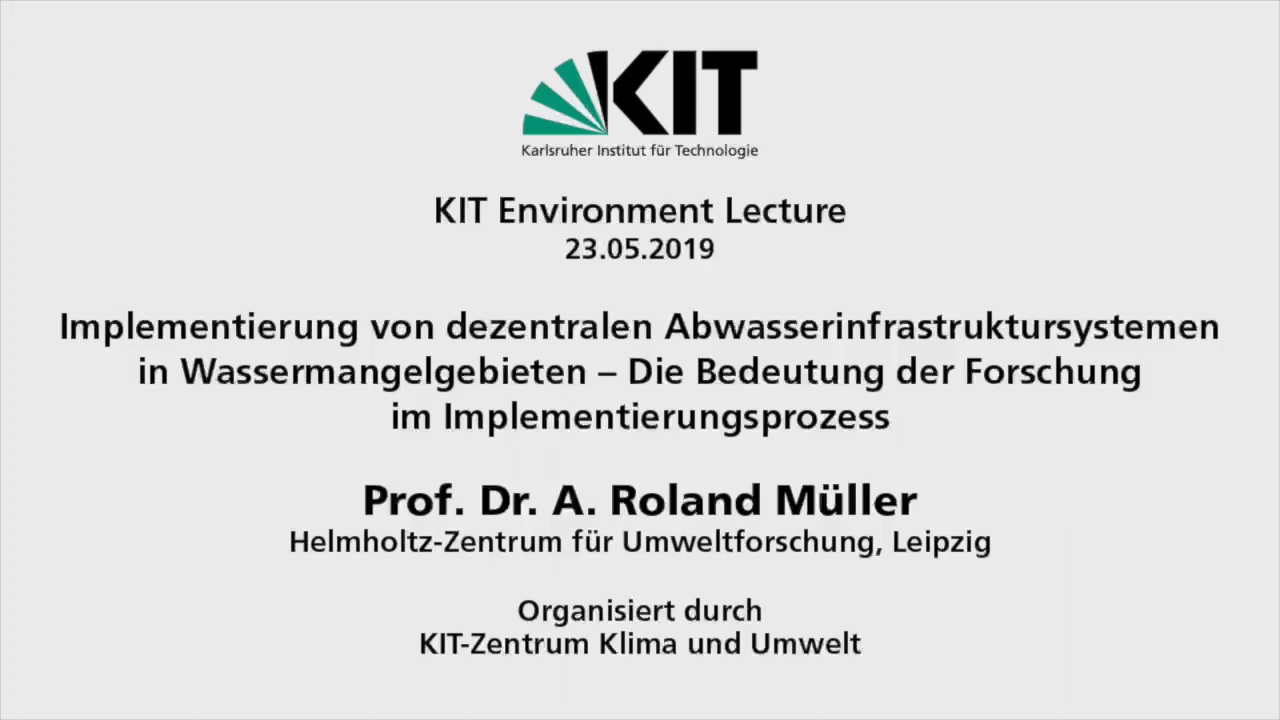 KIT
Karlsruher Institut für Technologie
KIT Environment Lecture
23.05.2019
Implementierung von dezentralen Abwasserinfrastruktursystemen
in Wassermangelgebieten – Die Bedeutung der Forschung
im Implementierungsprozess
Prof. Dr. A. Roland Müller
Helmholtz-Zentrum für Umweltforschung, Leipzig
Organisiert durch
KIT-Zentrum Klima und Umwelt